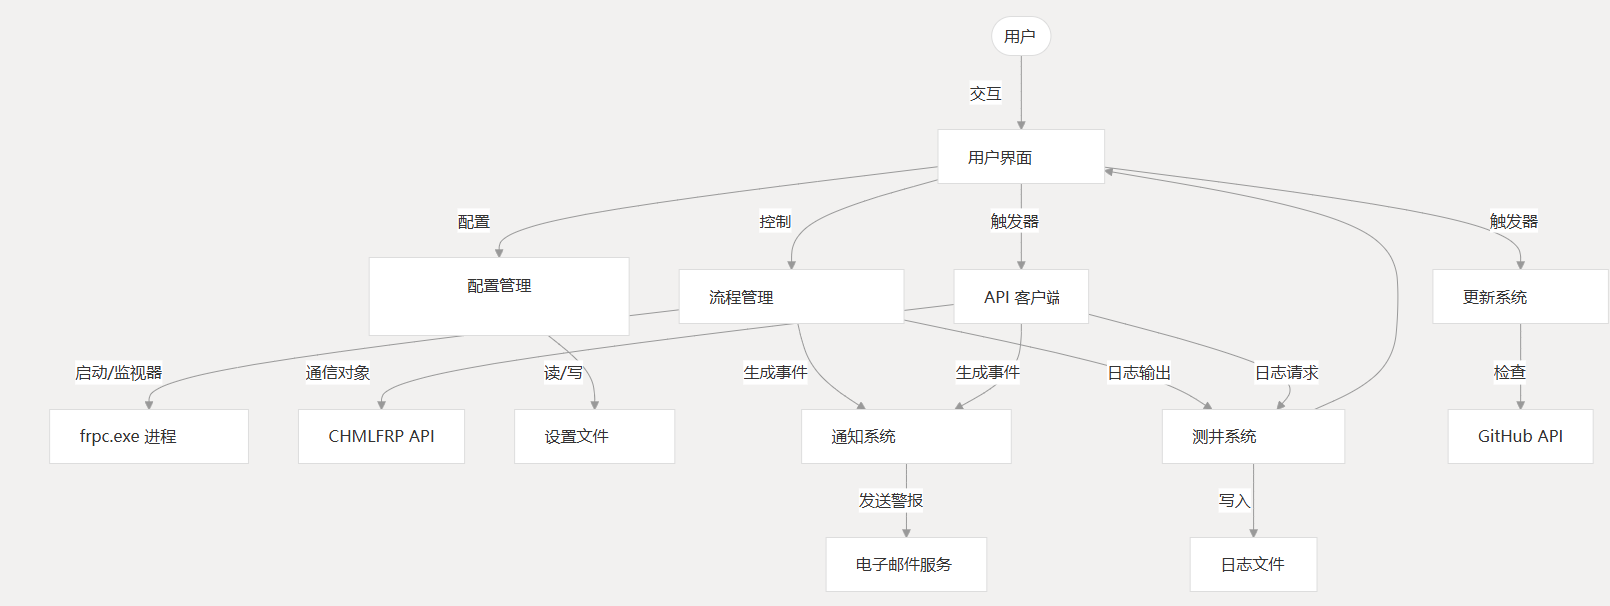 用户
交互
用户界面
配置
控制
触发器
触发器
配置管理
流程管理
API 客户端
更新系统
启动/监视器
通信对象
读/写
生成事件
生成事件
日志输出
日志请求
检查
frpc.exe 进程
CHMLFRP API
设置文件
通知系统
测井系统
GitHub API
发送警报
写入
电子邮件服务
日志文件